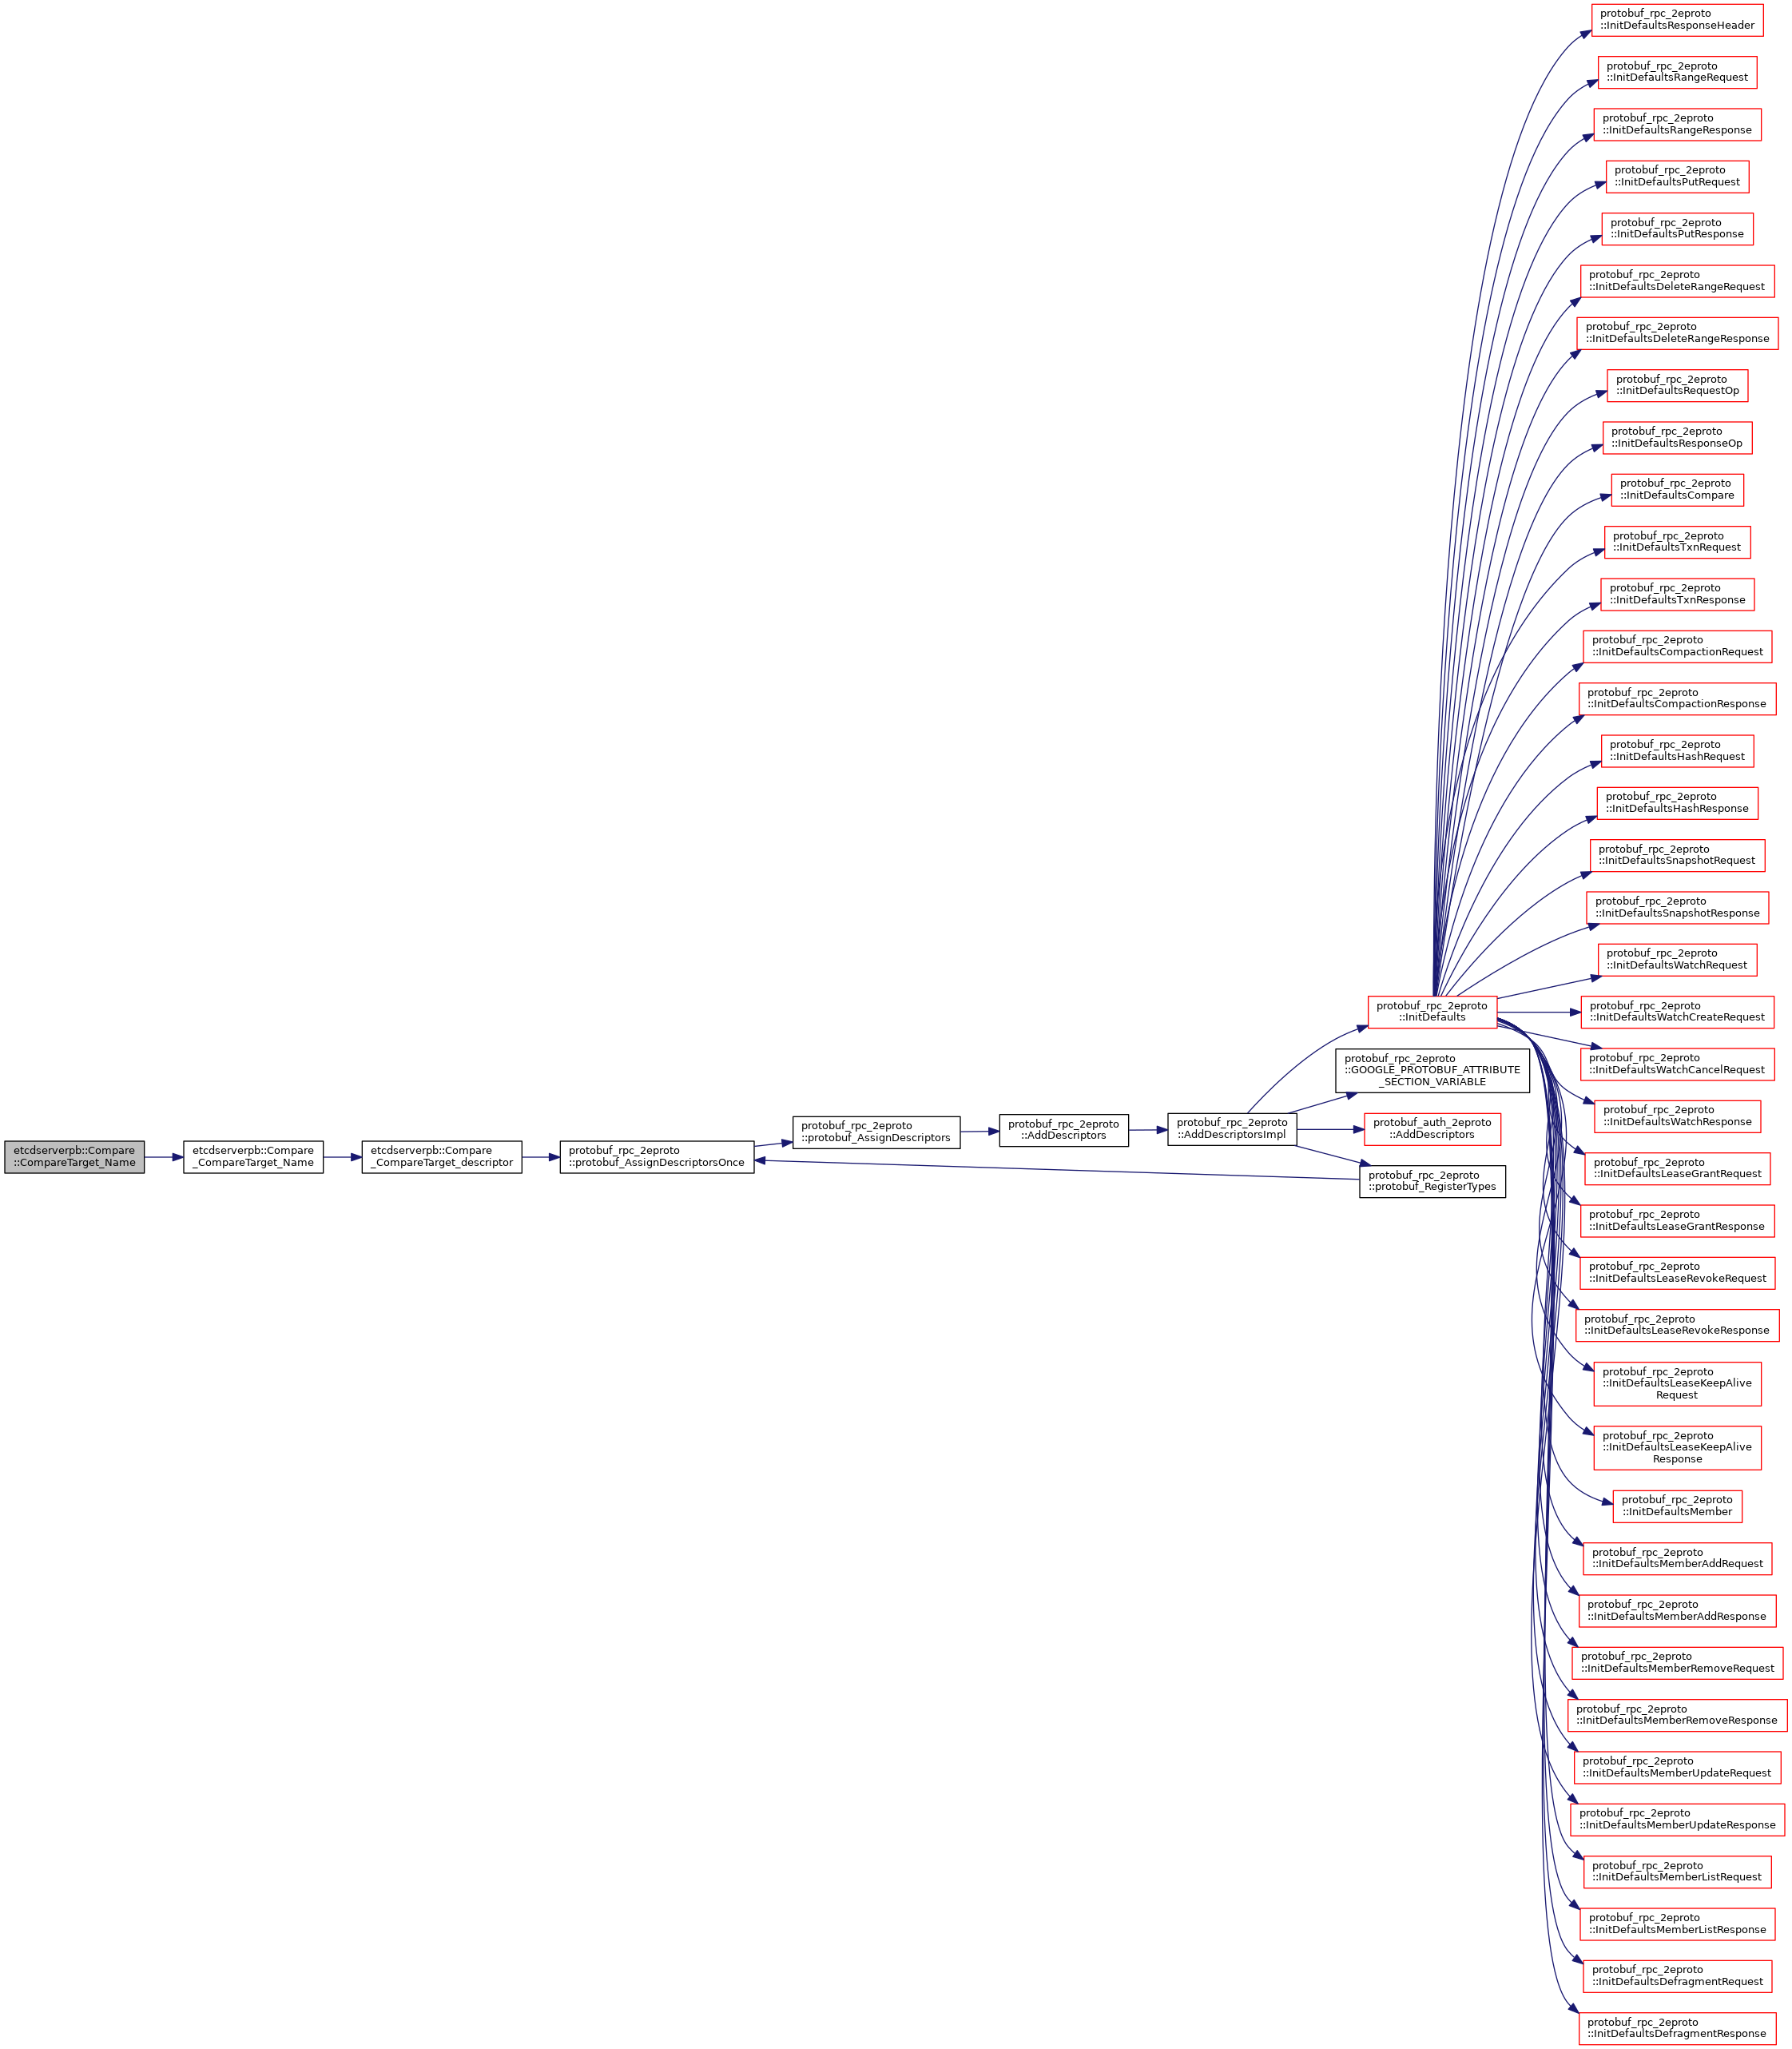 etcdserverpb::Compare
::CompareTarget_Name
etcdserverpb::Compare
_CompareTarget_Name
etcdserverpb::Compare
_CompareTarget_descriptor
protobuf_rpc_2eproto
::protobuf_AssignDescriptorsOnce
protobuf_rpc_2eproto
::protobuf_AssignDescriptors
protobuf_rpc_2eproto
::AddDescriptors
protobuf_rpc_2eproto
::AddDescriptorsImpl
protobuf_rpc_2eproto
::InitDefaults
protobuf_rpc_2eproto
::GOOGLE_PROTOBUF_ATTRIBUTE
_SECTION_VARIABLE
protobuf_auth_2eproto
::AddDescriptors
protobuf_rpc_2eproto
::protobuf_RegisterTypes
protobuf_rpc_2eproto
::InitDefaultsResponseHeader
protobuf_rpc_2eproto
::InitDefaultsRangeRequest
protobuf_rpc_2eproto
::InitDefaultsRangeResponse
protobuf_rpc_2eproto
::InitDefaultsPutRequest
protobuf_rpc_2eproto
::InitDefaultsPutResponse
protobuf_rpc_2eproto
::InitDefaultsDeleteRangeRequest
protobuf_rpc_2eproto
::InitDefaultsDeleteRangeResponse
protobuf_rpc_2eproto
::InitDefaultsRequestOp
protobuf_rpc_2eproto
::InitDefaultsResponseOp
protobuf_rpc_2eproto
::InitDefaultsCompare
protobuf_rpc_2eproto
::InitDefaultsTxnRequest
protobuf_rpc_2eproto
::InitDefaultsTxnResponse
protobuf_rpc_2eproto
::InitDefaultsCompactionRequest
protobuf_rpc_2eproto
::InitDefaultsCompactionResponse
protobuf_rpc_2eproto
::InitDefaultsHashRequest
protobuf_rpc_2eproto
::InitDefaultsHashResponse
protobuf_rpc_2eproto
::InitDefaultsSnapshotRequest
protobuf_rpc_2eproto
::InitDefaultsSnapshotResponse
protobuf_rpc_2eproto
::InitDefaultsWatchRequest
protobuf_rpc_2eproto
::InitDefaultsWatchCreateRequest
protobuf_rpc_2eproto
::InitDefaultsWatchCancelRequest
protobuf_rpc_2eproto
::InitDefaultsWatchResponse
protobuf_rpc_2eproto
::InitDefaultsLeaseGrantRequest
protobuf_rpc_2eproto
::InitDefaultsLeaseGrantResponse
protobuf_rpc_2eproto
::InitDefaultsLeaseRevokeRequest
protobuf_rpc_2eproto
::InitDefaultsLeaseRevokeResponse
protobuf_rpc_2eproto
::InitDefaultsLeaseKeepAlive
Request
protobuf_rpc_2eproto
::InitDefaultsLeaseKeepAlive
Response
protobuf_rpc_2eproto
::InitDefaultsMember
protobuf_rpc_2eproto
::InitDefaultsMemberAddRequest
protobuf_rpc_2eproto
::InitDefaultsMemberAddResponse
protobuf_rpc_2eproto
::InitDefaultsMemberRemoveRequest
protobuf_rpc_2eproto
::InitDefaultsMemberRemoveResponse
protobuf_rpc_2eproto
::InitDefaultsMemberUpdateRequest
protobuf_rpc_2eproto
::InitDefaultsMemberUpdateResponse
protobuf_rpc_2eproto
::InitDefaultsMemberListRequest
protobuf_rpc_2eproto
::InitDefaultsMemberListResponse
protobuf_rpc_2eproto
::InitDefaultsDefragmentRequest
protobuf_rpc_2eproto
::InitDefaultsDefragmentResponse